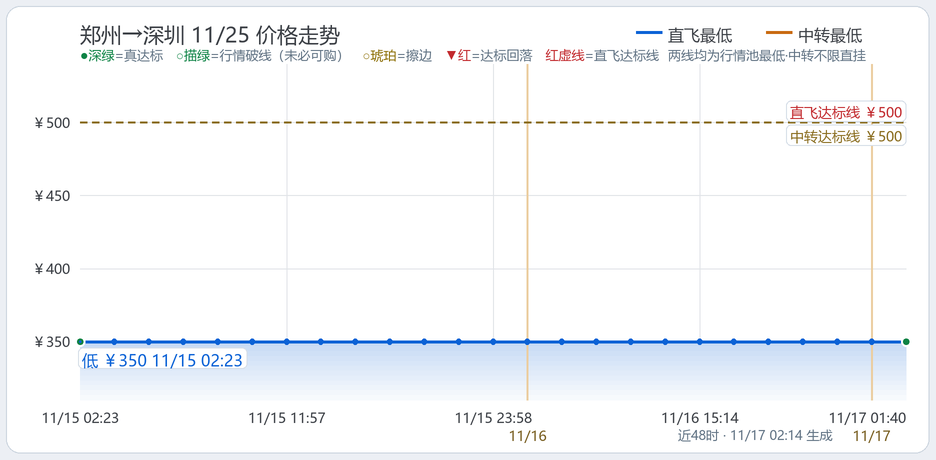 郑州→深圳 11/25 价格走势
直飞最低 中转最低
●深绿=真达标 ○描绿=行情破线（未必可购） ○琥珀=擦边 ▼红=达标回落 红虚线=直飞达标线 两线均为行情池最低·中转不限直挂
直飞达标线 ￥500
￥500
中转达标线 ￥500
￥450
￥400
￥350
低 ￥350 11/15 02:23
11/15 02:23 11/15 11:57 11/15 23:58 11/16 15:14 11/17 01:40
11/16 近48时 · 11/17 02:14 生成 11/17